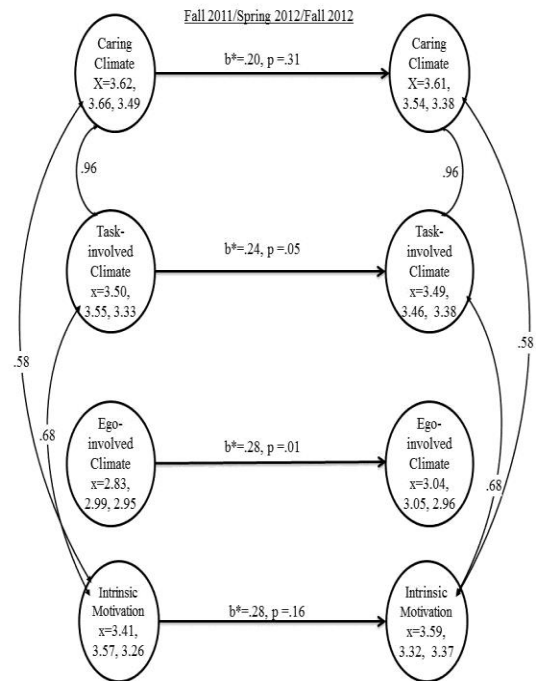 Fall 2011/Spring 2012/Fall 2012
Caring
Climate
X=3.62,
3.66, 3.49
b*=.20, p =.31
Caring
Climate
X=3.61,
3.54, 3.38
.96
.96
Task-
involved
Climate
x=3.50,
3.55, 3.33
b*=.24, p =.05
Task-
involved
Climate
x=3.49,
3.46, 3.38
.58
.58
.68
.68
Ego-
involved
Climate
x=2.83,
2.99, 2.95
b*=.28, p =.01
Ego-
involved
Climate
x=3.04,
3.05, 2.96
Intrinsic
Motivation
x=3.41,
3.57, 3.26
b*=.28, p =.16
Intrinsic
Motivation
x=3.59,
3.32, 3.37